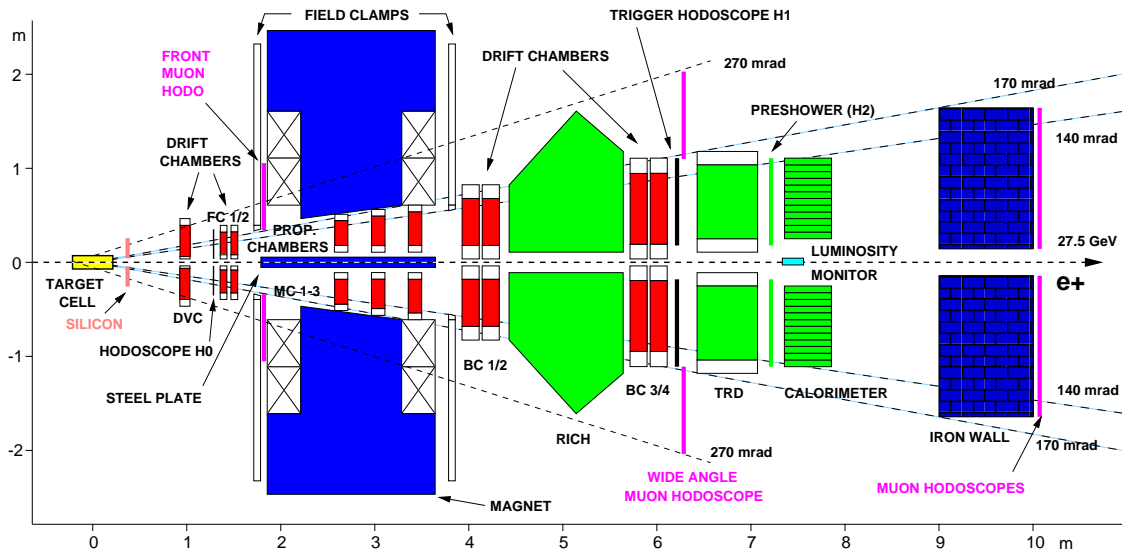 m
FIELD CLAMPS
TRIGGER HODOSCOPE H1
2
FRONT
MUON
HODO
DRIFT CHAMBERS
270 mrad
170 mrad
PRESHOWER (H2)
140 mrad
DRIFT
CHAMBERS
1
FC 1/2
PROP.
CHAMBERS
LUMINOSITY
MONITOR
27.5 GeV
0
e+
TARGET
CELL
SILICON
DVC
MC 1-3
HODOSCOPE H0
STEEL PLATE
-1
BC 1/2
BC 3/4
TRD
CALORIMETER
140 mrad
RICH
IRON WALL
170 mrad
-2
270 mrad
WIDE ANGLE
MUON HODOSCOPE
MUON HODOSCOPES
MAGNET
0 1 2 3 4 5 6 7 8 9 10 m